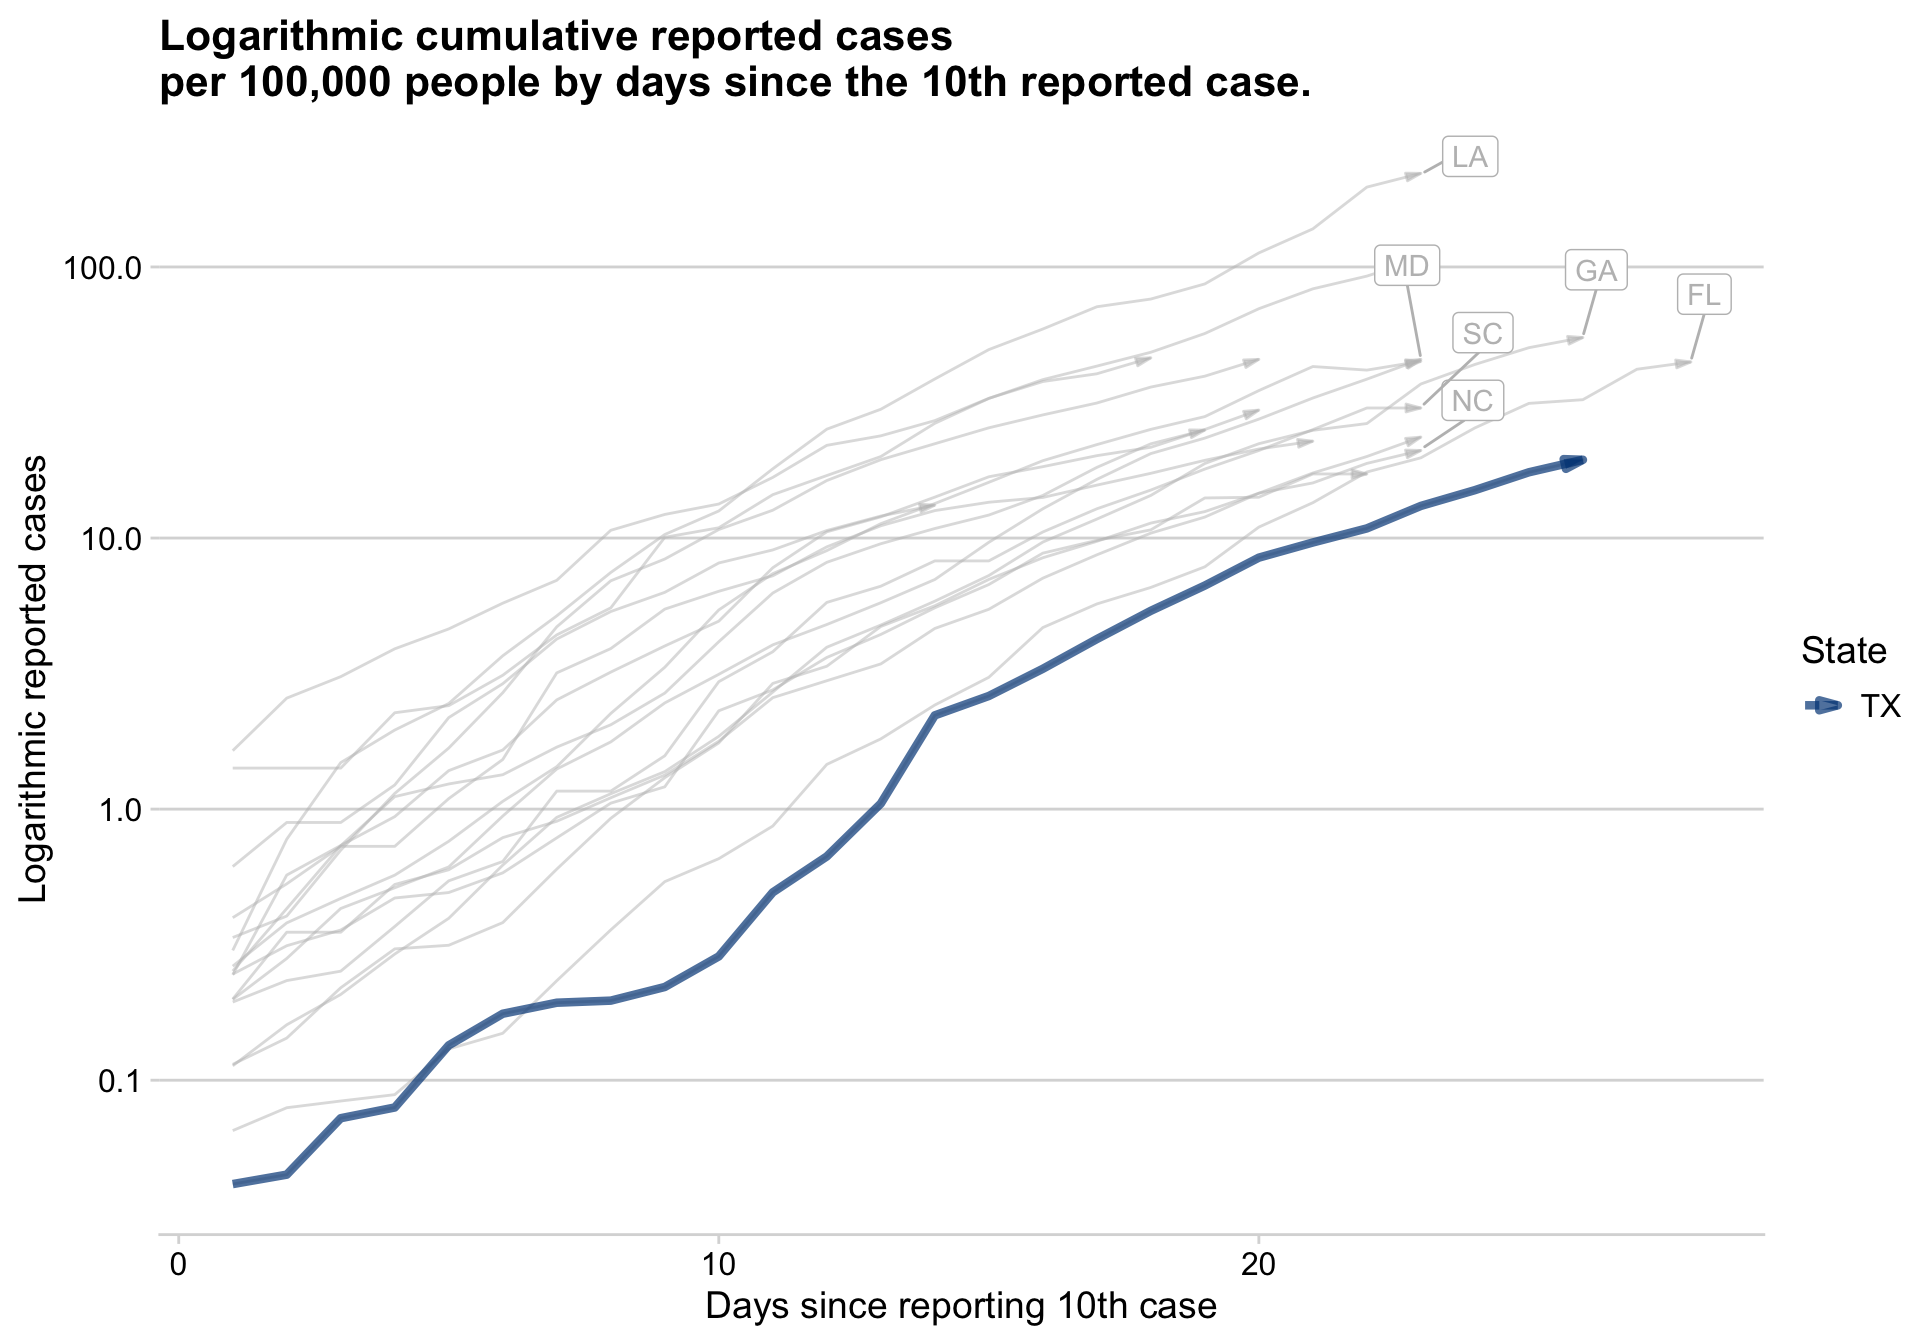 Logarithmic cumulative reported cases
per 100,000 people by days since the 10th reported case.
LA
MD
GA
FL
SC
NC
100.0
10.0
1.0
0.1
Logarithmic reported cases
State
TX
0
10
20
Days since reporting 10th case